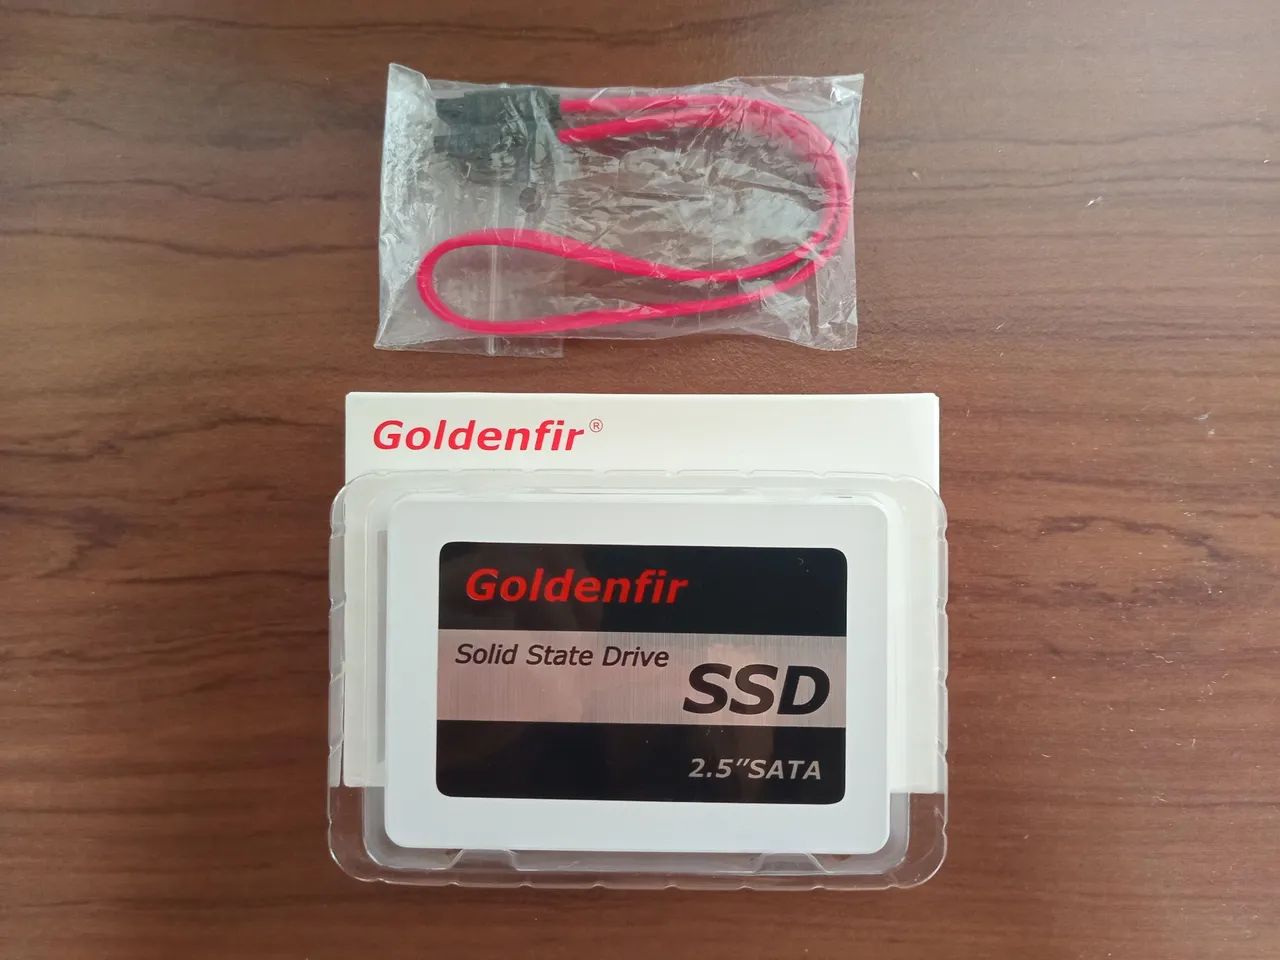 Goldenfir®
Goldenfir
Solid State Drive
SSD
2.5"SATA